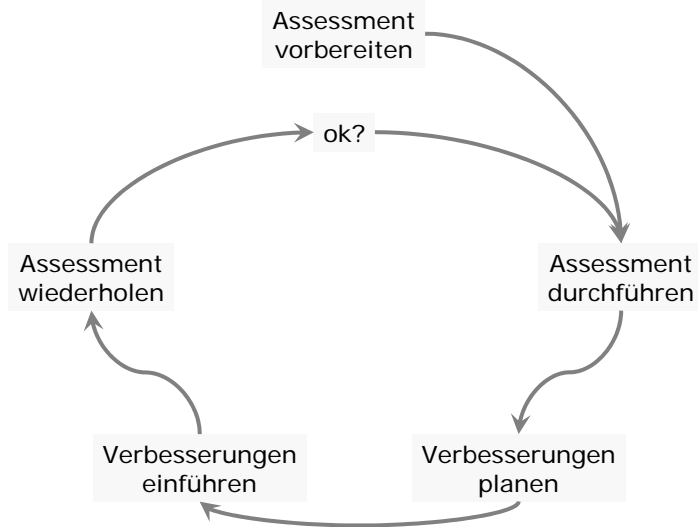 Assessment
vorbereiten
ok?
Assessment
wiederholen
Assessment
durchführen
Verbesserungen
einführen
Verbesserungen
planen